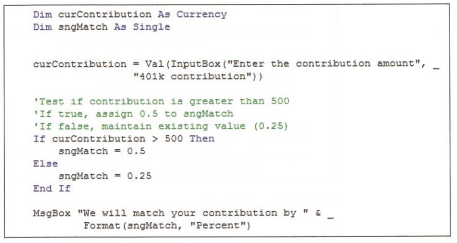 Dim curContribution As Currency
Dim sngMatch As Single
curContribution = Val(InputBox("Enter the contribution amount", _
"401k contribution"))
'Test if contribution is greater than 500
'If true, assign 0.5 to sngMatch
'If false, maintain existing value (0.25)
If curContribution > 500 Then
sngMatch = 0.5
Else
sngMatch = 0.25
End If
MsgBox "We will match your contribution by " & _
Format(sngMatch, "Percent")